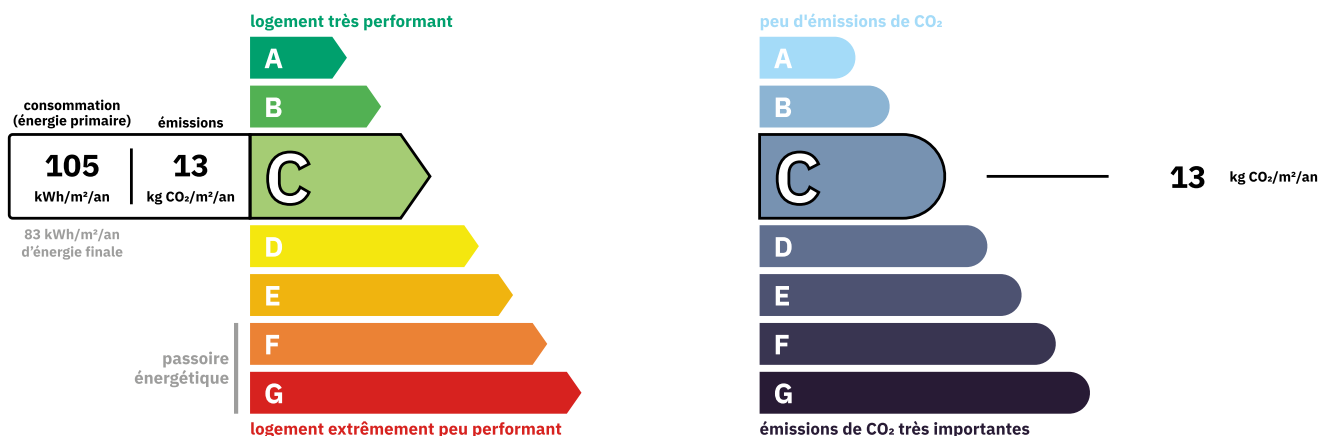 logement très performant
A
B
consommation
(énergie primaire)
émissions
105
kWh/m²/an
13
kg CO₂/m²/an
C
83 kWh/m²/an
d'énergie finale
D
E
F
passoire
énergétique
G
logement extrêmement peu performant
peu d'émissions de CO₂
A
B
C
13 kg CO₂/m²/an
D
E
F
G
émissions de CO₂ très importantes